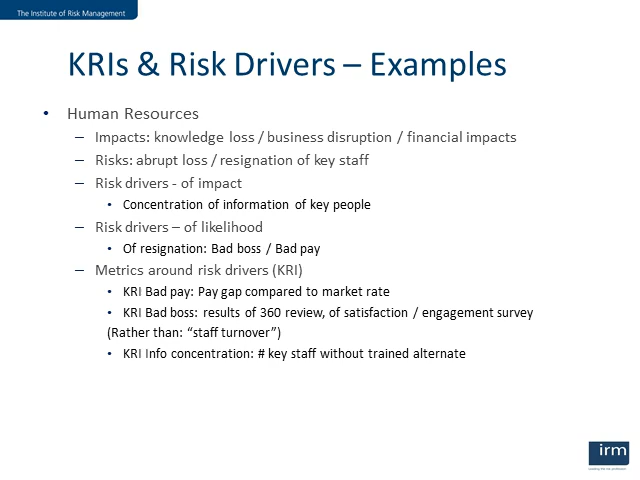 The Institute of Risk Management
KRIs & Risk Drivers – Examples
• Human Resources
– Impacts: knowledge loss / business disruption / financial impacts
– Risks: abrupt loss / resignation of key staff
– Risk drivers - of impact
• Concentration of information of key people
– Risk drivers – of likelihood
• Of resignation: Bad boss / Bad pay
– Metrics around risk drivers (KRI)
• KRI Bad pay: Pay gap compared to market rate
• KRI Bad boss: results of 360 review, of satisfaction / engagement survey
(Rather than: “staff turnover”)
• KRI Info concentration: # key staff without trained alternate
irm